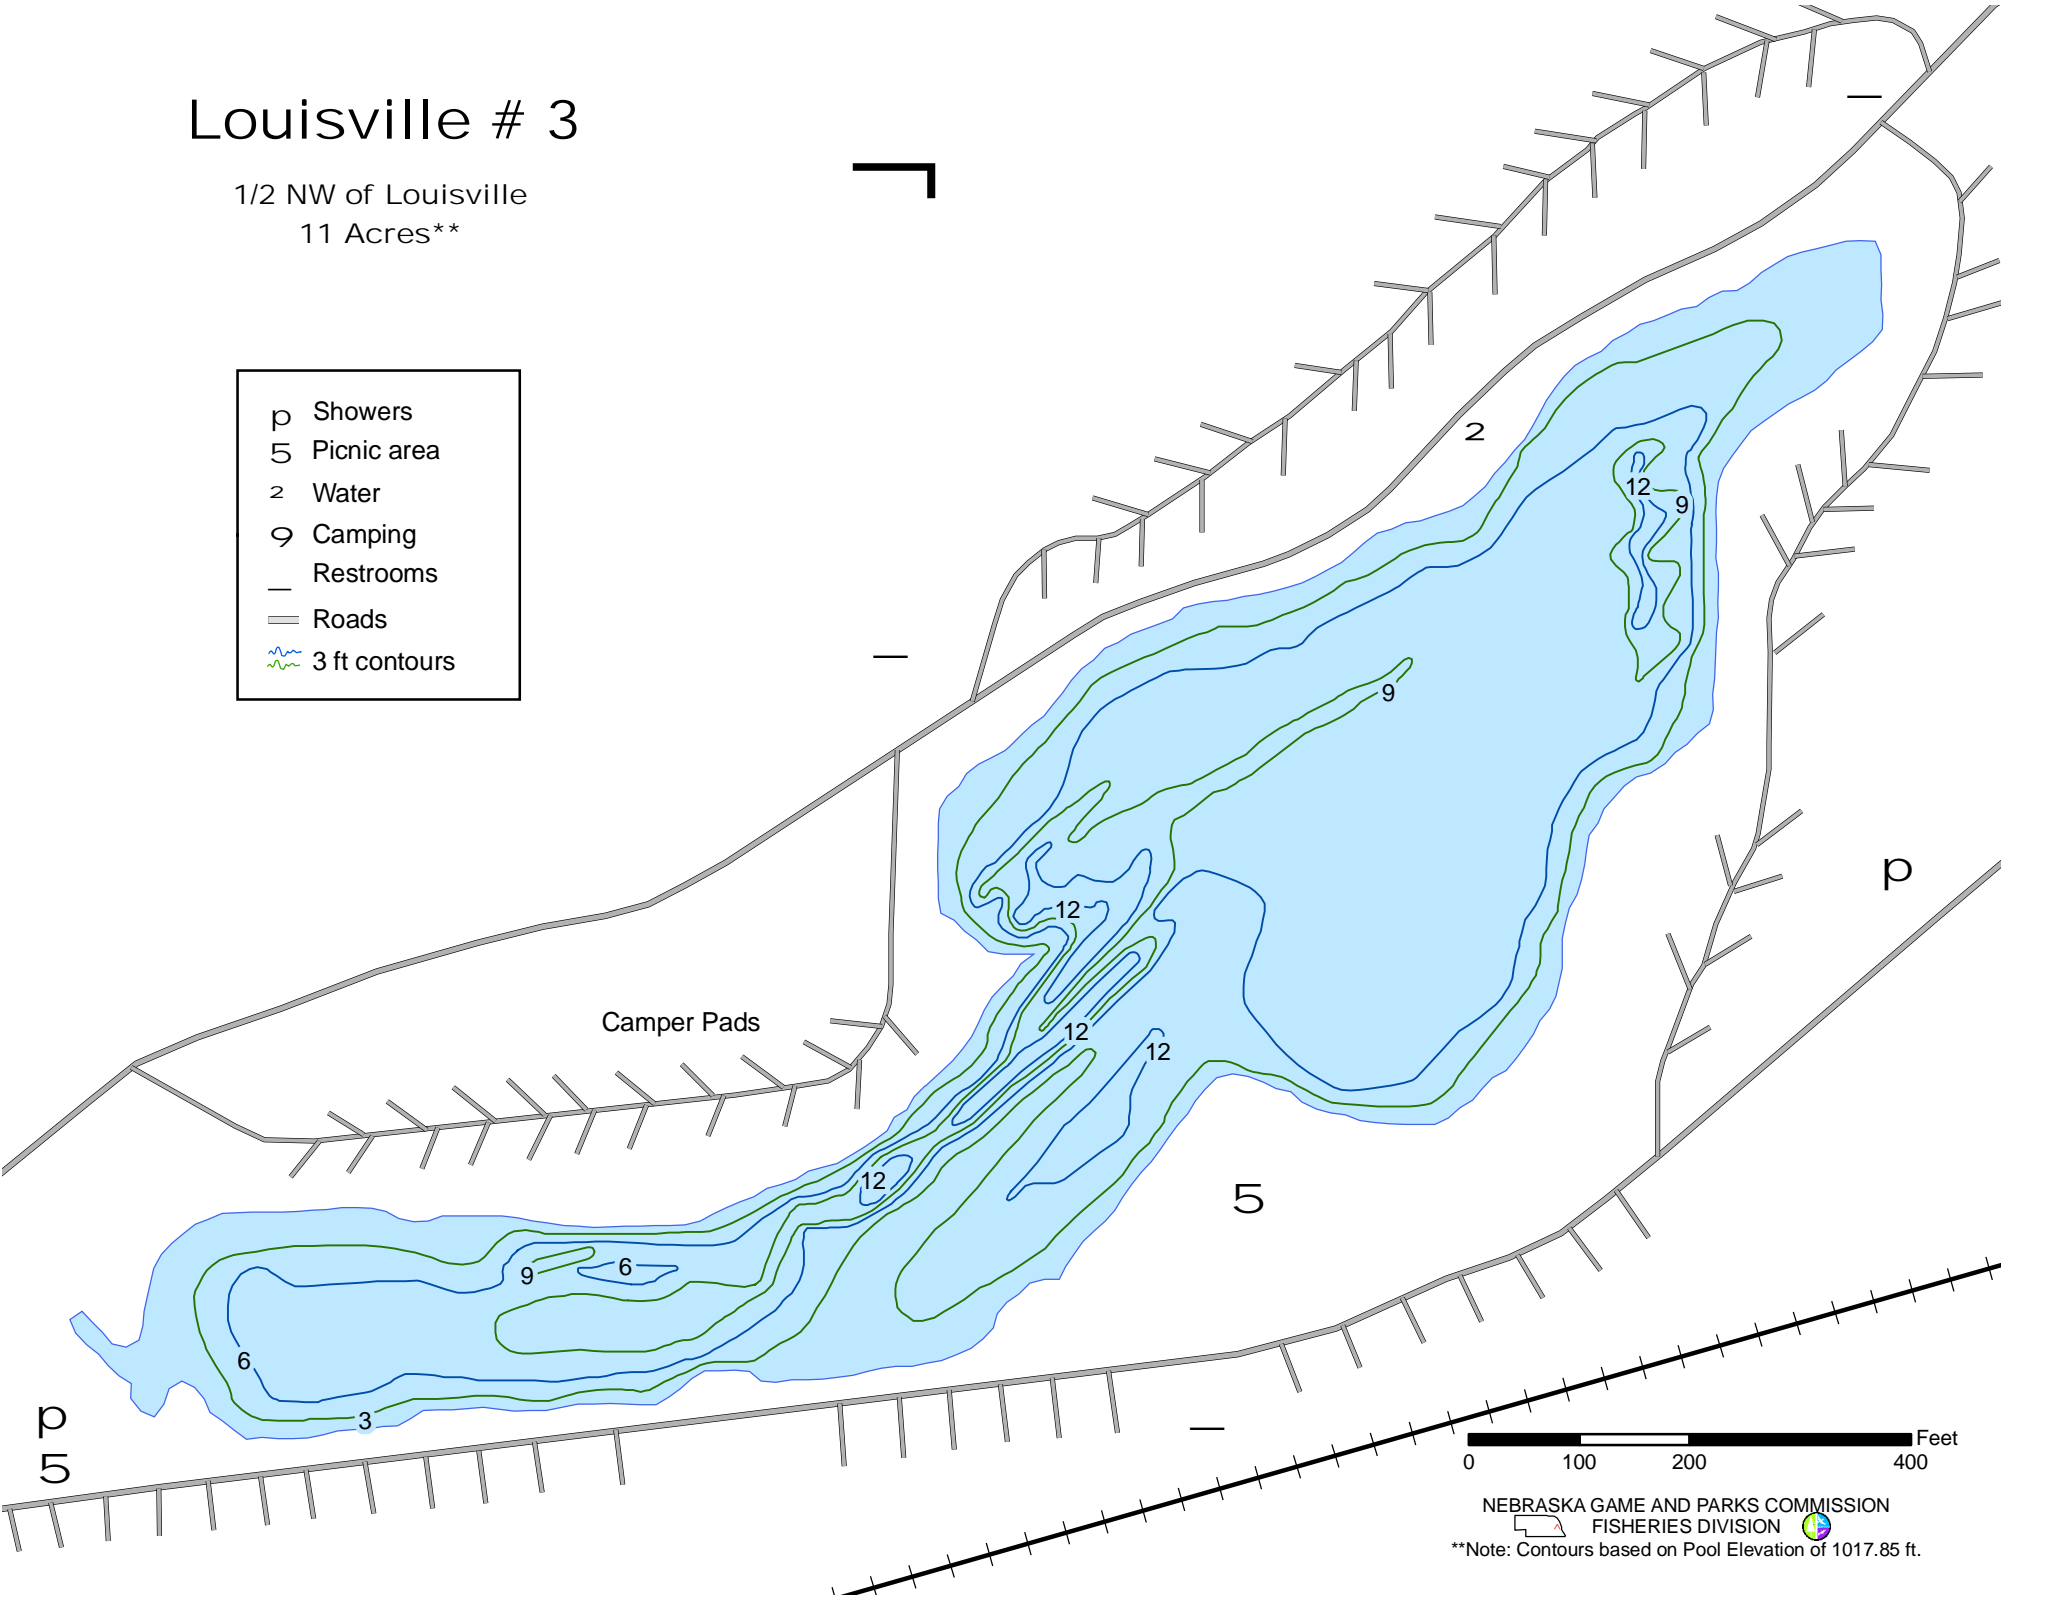 Louisville # 3
1/2 NW of Louisville
11 Acres**
p Showers
5 Picnic area
2 Water
9 Camping
_ Restrooms
Roads
3 ft contours
_
2
12
9
_
9
12
p
Camper Pads
12
12
12
5
9
6
6
p
3
5
_
Feet
0 100 200 400
NEBRASKA GAME AND PARKS COMMISSION
FISHERIES DIVISION
**Note: Contours based on Pool Elevation of 1017.85 ft.